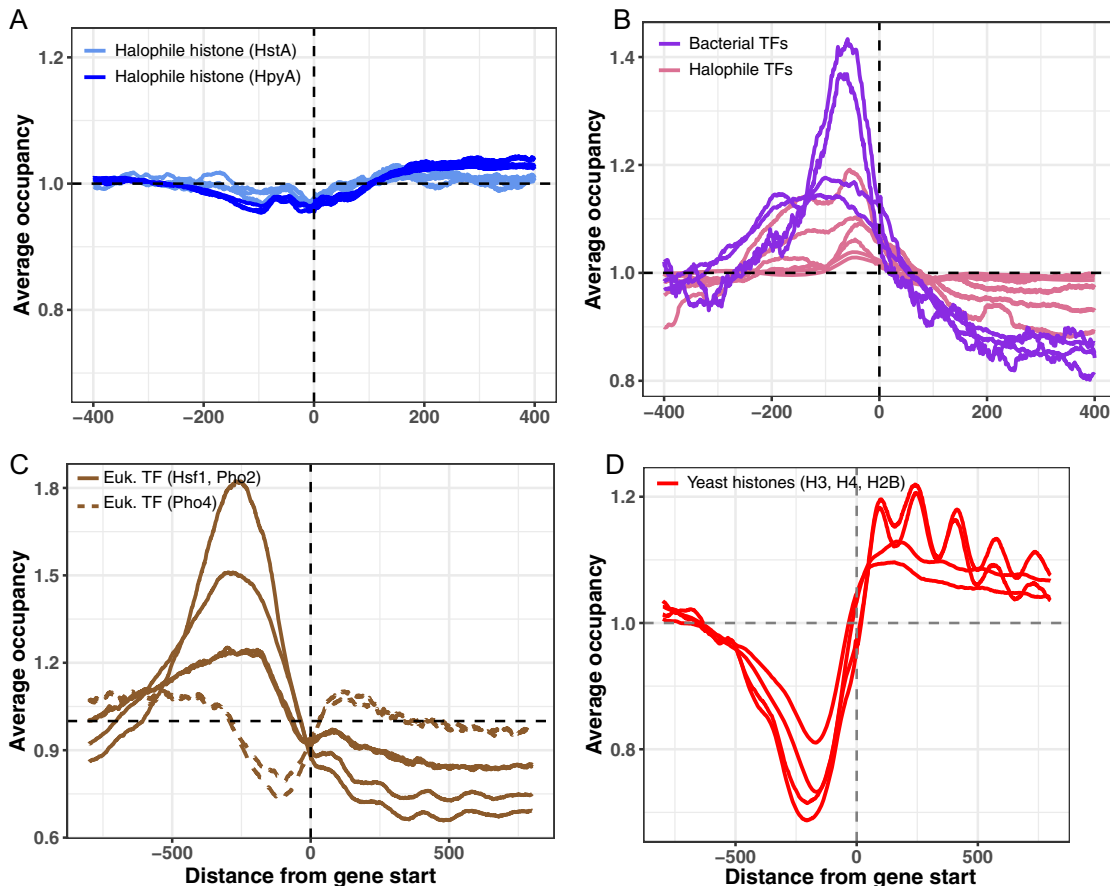 A
Halophile histone (HstA)
Halophile histone (HpyA)
1.2
1.0
0.8
Average occupancy
−400
−200
0
200
400
B
Bacterial TFs
Halophile TFs
1.4
1.2
1.0
0.8
Average occupancy
−400
−200
0
200
400
C
Euk. TF (Hsf1, Pho2)
Euk. TF (Pho4)
1.8
1.5
1.2
0.9
0.6
Average occupancy
−500
0
500
Distance from gene start
D
Yeast histones (H3, H4, H2B)
1.2
1.0
0.8
Average occupancy
−500
0
500
Distance from gene start